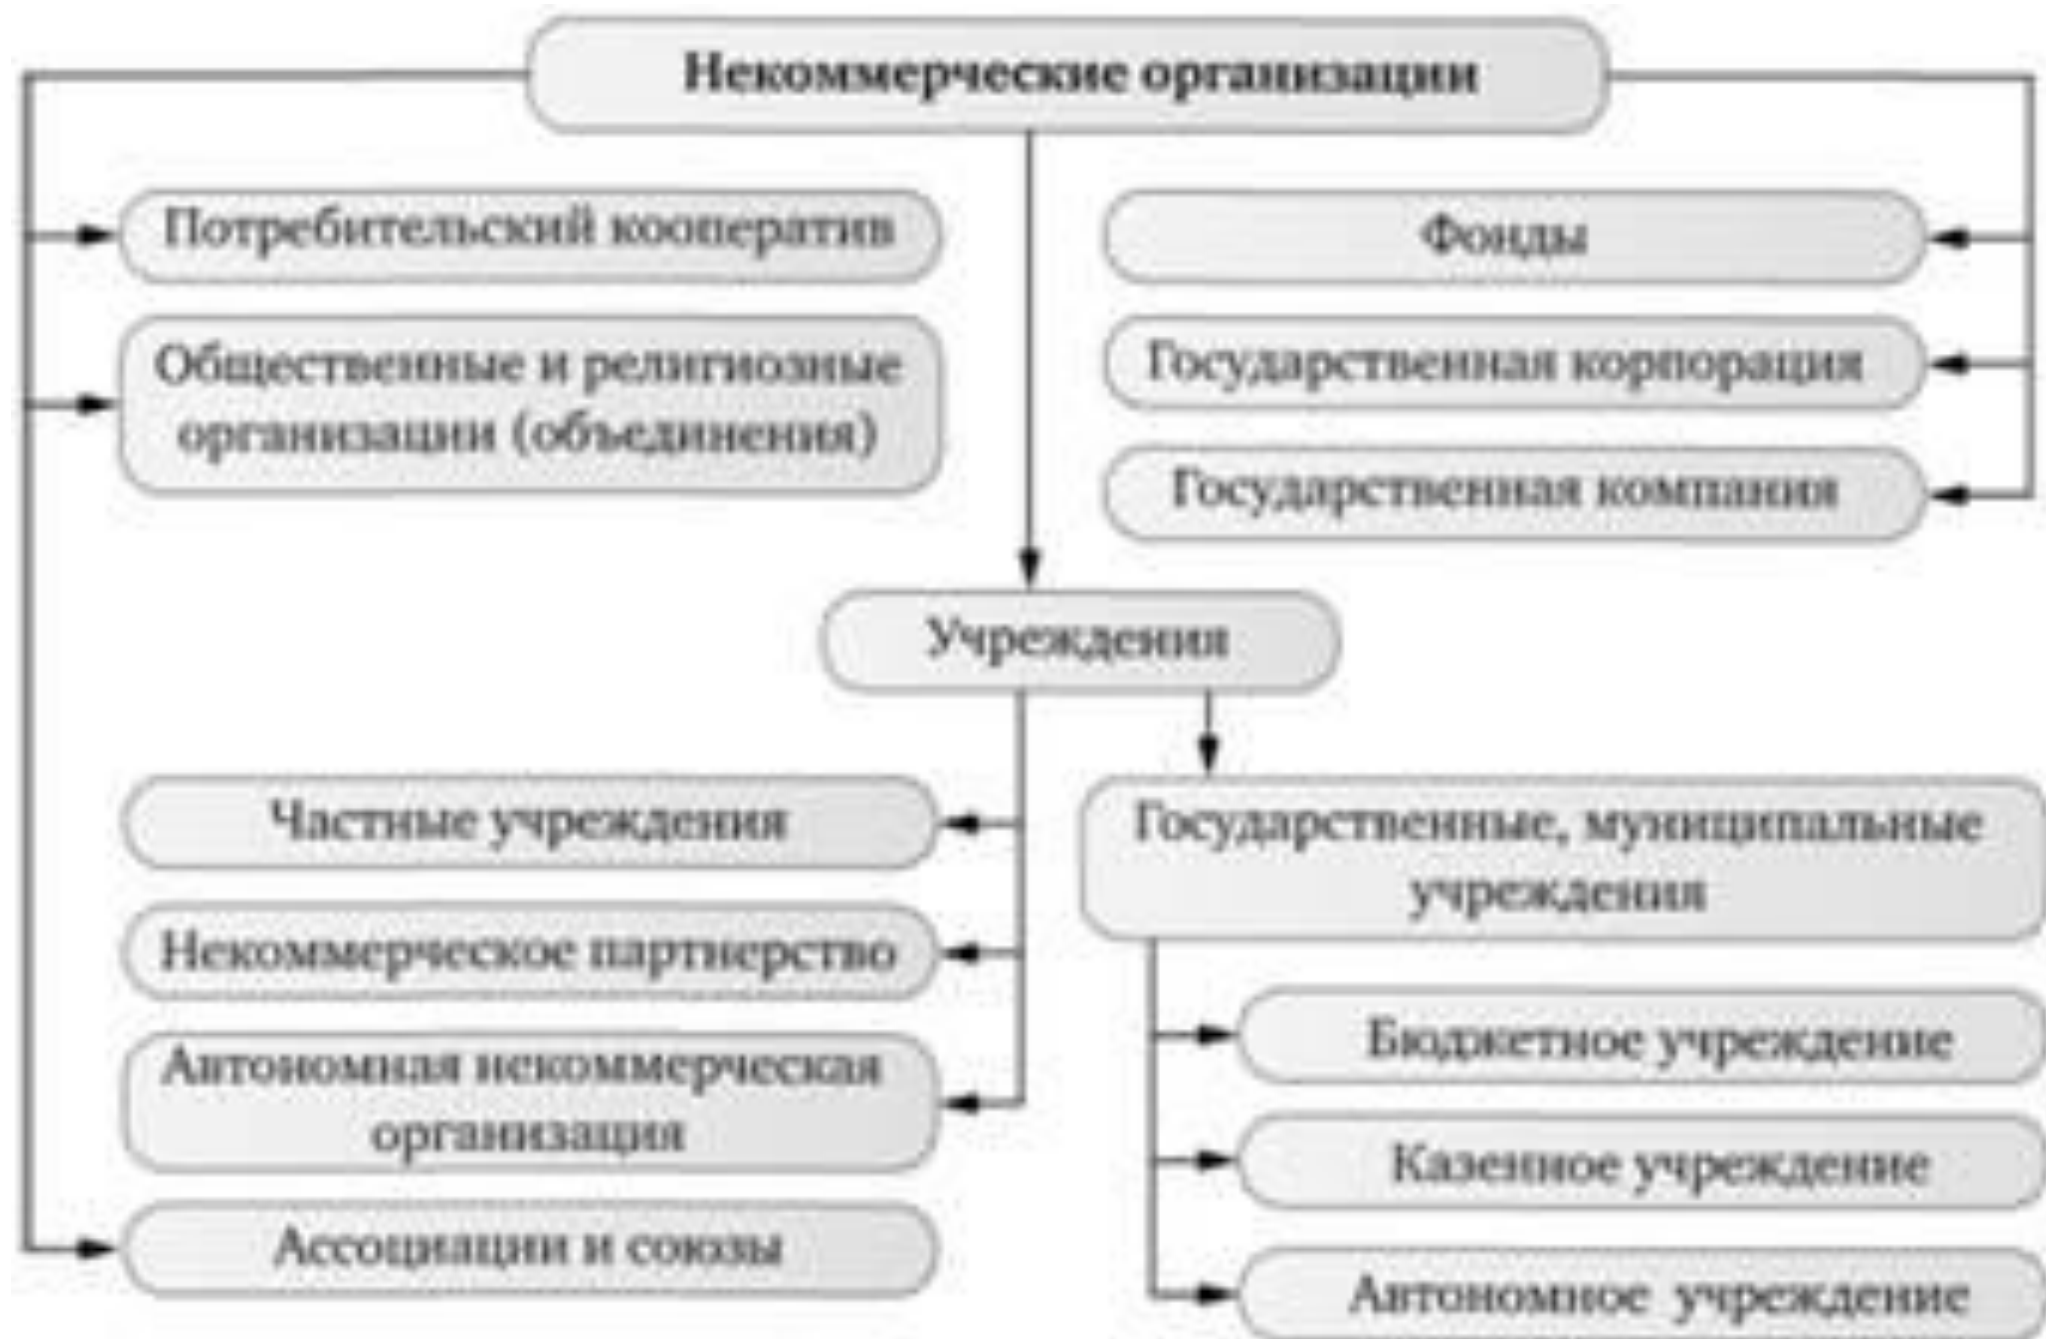 Некоммерческие организации
Потребительский кооператив
Общественные и религиозные
организации (объединения)
Фонды
Государственная корпорация
Государственная компания
Учреждения
Частные учреждения
Некоммерческое партнерство
Автономная некоммерческая
организация
Ассоциации и союзы
Государственные, муниципальные
учреждения
Бюджетное учреждение
Казенное учреждение
Автономное учреждение